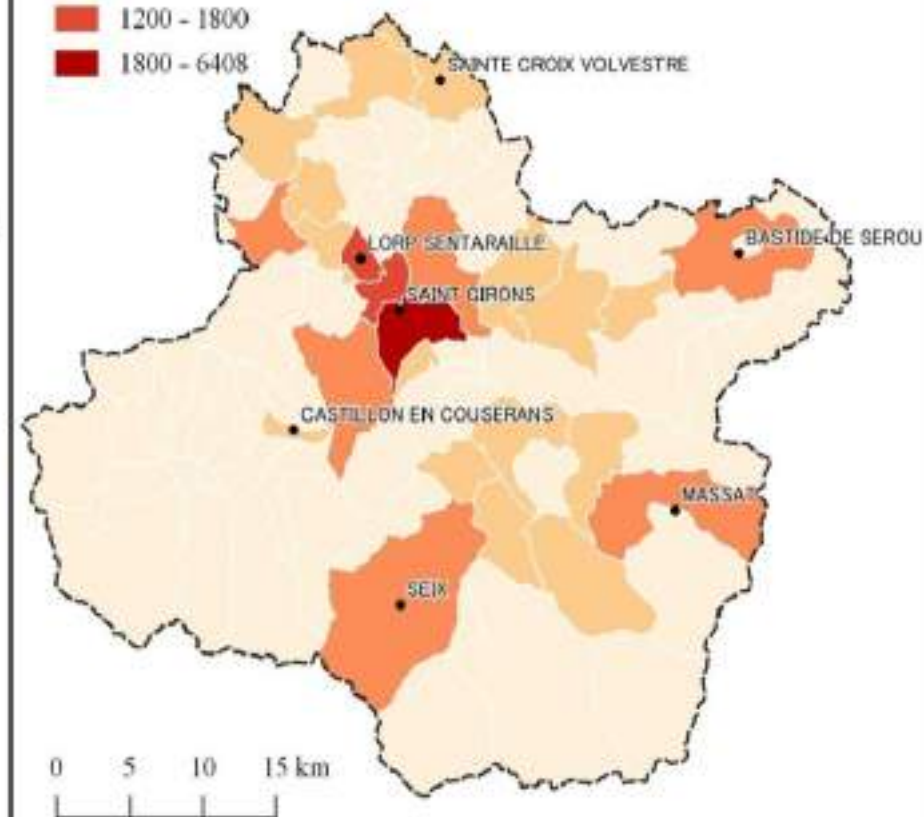 1200 - 1800
1800 - 6408
SAINTE CROIX VOLVESTRE
LORP SENTARAILLE
BASTIDE DE SEROU
SAINT GIRONS
CASTILLON EN COUSERANS
MASSAT
SEIX
0 5 10 15 km